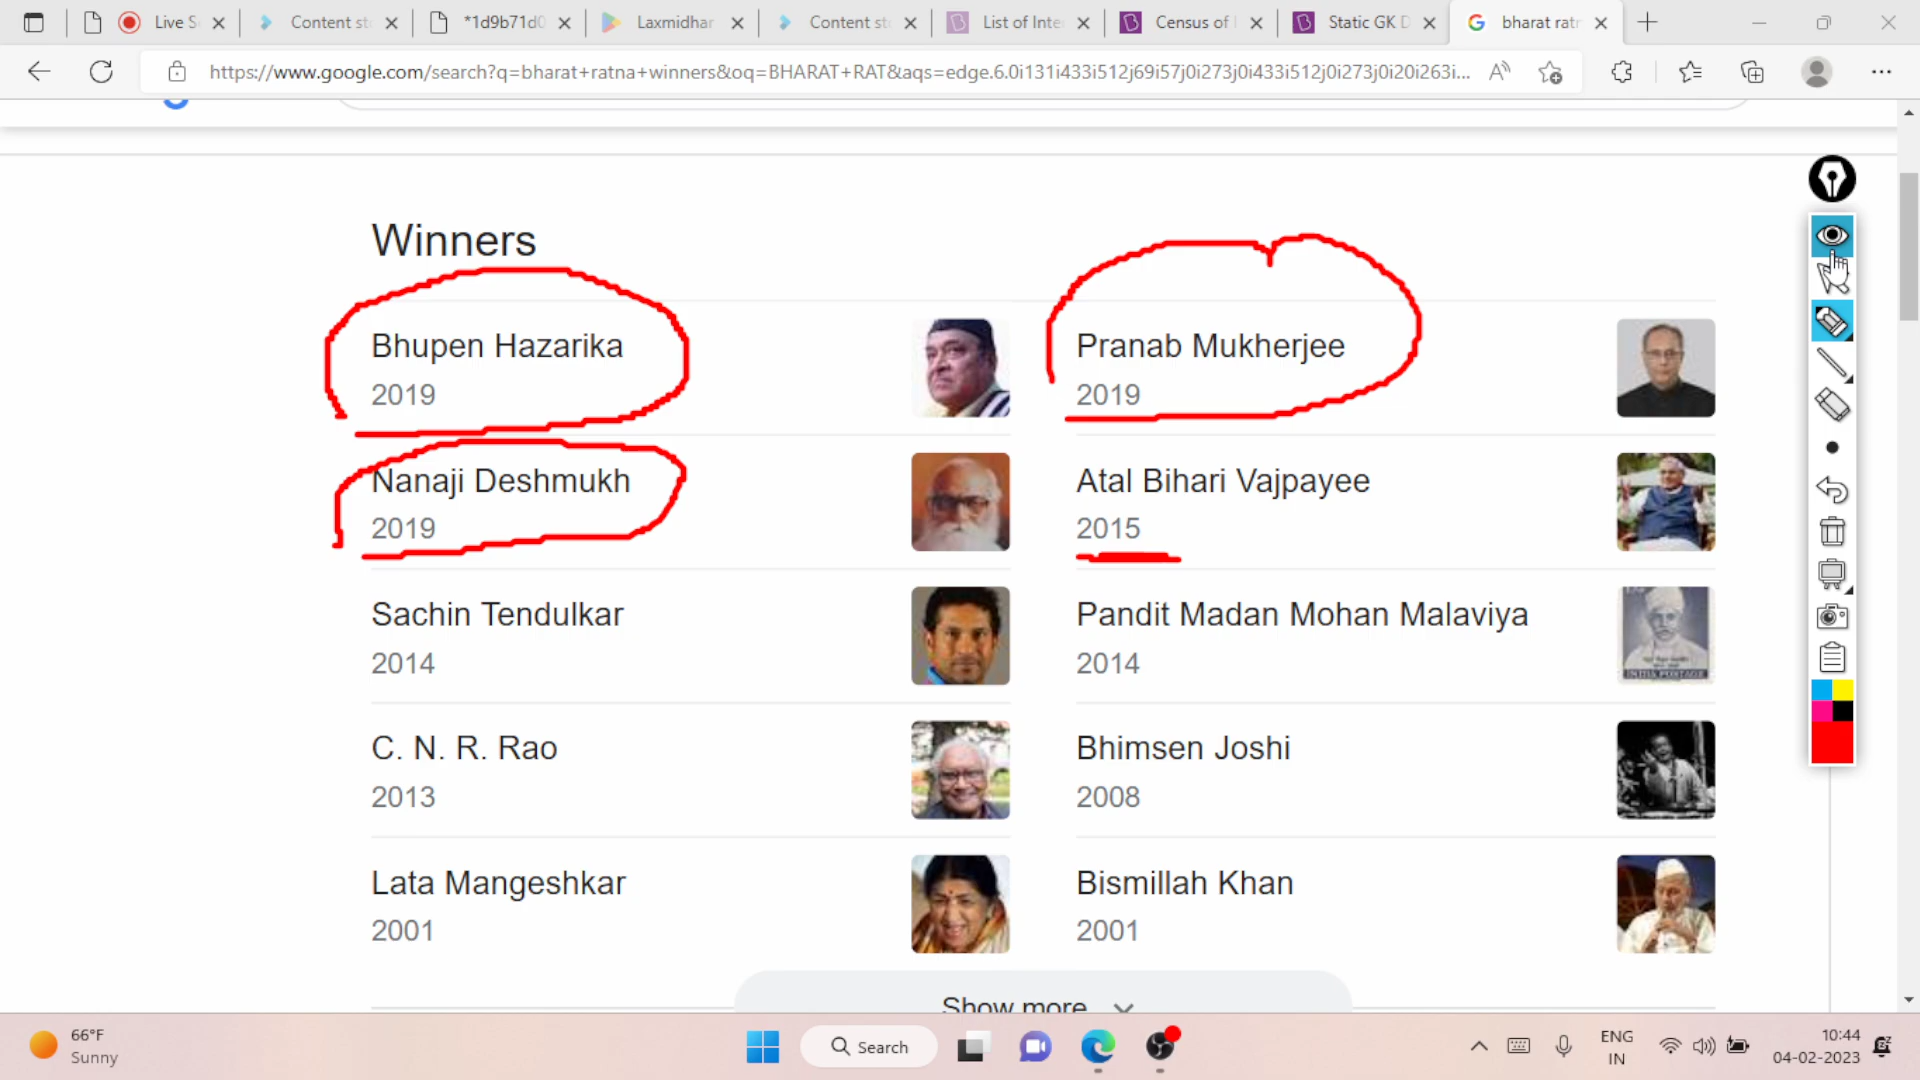 Live S
Content st
*1d9b71d0
Laxmidhar
Content st
List of Inte
Census of I
Static GK D
bharat ratn
https://www.google.com/search?q=bharat+ratna+winners&oq=BHARAT+RAT&aqs=edge.6.0i131i433i512j69i57j0i273j0i433i512j0i273j0i20i263i...
Winners
Bhupen Hazarika
2019
Pranab Mukherjee
2019
Nanaji Deshmukh
2019
Atal Bihari Vajpayee
2015
Sachin Tendulkar
2014
Pandit Madan Mohan Malaviya
2014
C. N. R. Rao
2013
Bhimsen Joshi
2008
Lata Mangeshkar
2001
Bismillah Khan
2001
Show more
66°F
Sunny
Search
ENG
IN
10:44
04-02-2023